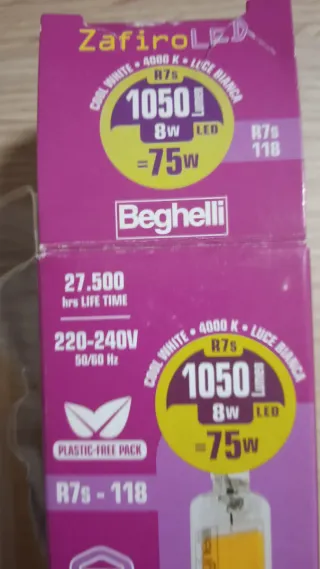 ZafiroLED
COOL WHITE • 4000 K • LUCE BIANCA
R7s
1050 Lumen
8W LED
=75W
R7s
118
Beghelli
27.500
hrs LIFE TIME
220-240V
50/60 Hz
PLASTIC-FREE PACK
R7s - 118
COOL WHITE • 4000 K • LUCE BIANCA
R7s
1050 Lumen
8W LED
=75W